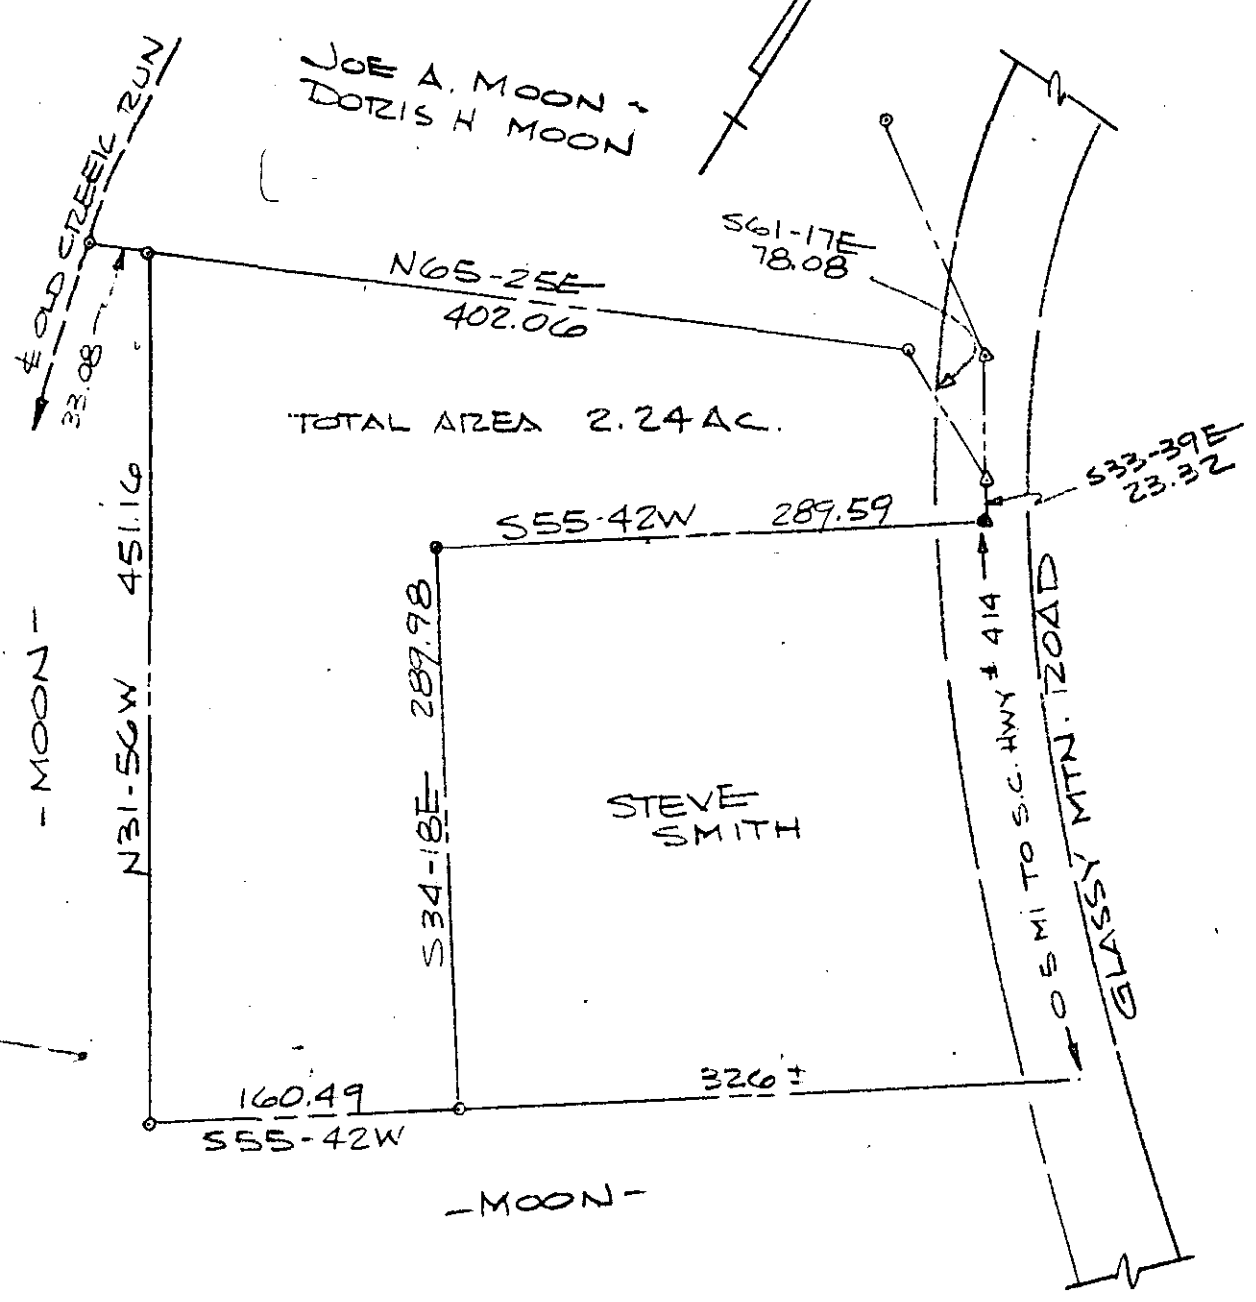 JOE A. MOON &
DORIS H MOON
℄ OLD CREEK RUN
33.08
N65-25E
402.06
S61-17E
78.08
TOTAL AREA 2.24 AC.
S33-39E
23.32
S55-42W 289.59
N31-56W 451.16
-MOON-
S34-18E 289.98
STEVE
SMITH
0 5 MI TO S.C. HWY # 414
GLASSY MTN. ROAD
160.49
S55-42W
326±
-MOON-